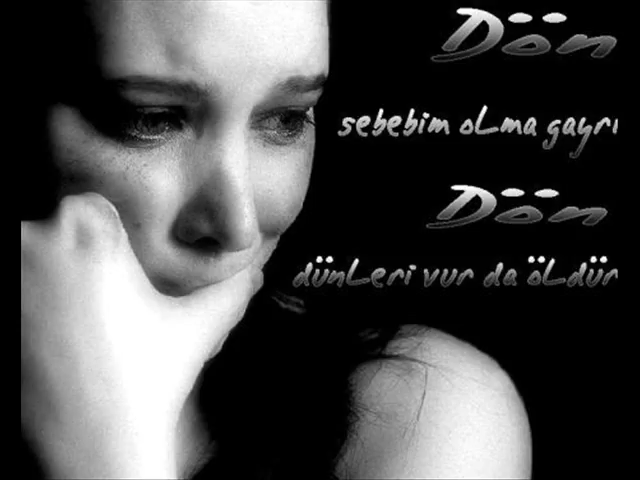 Dön
sebebim olma gayrı
Dön
dünleri vur da öldür